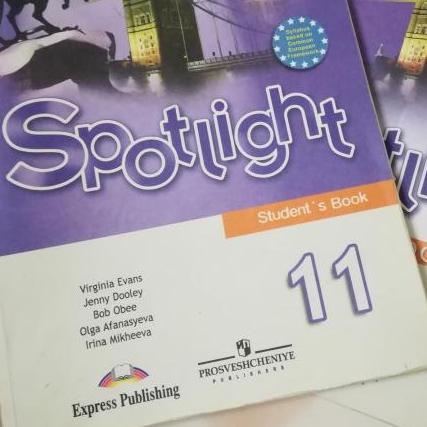 Syllabus
based on
Common
European
Framework
Spotlight
Student's Book
11
Virginia Evans
Jenny Dooley
Bob Obee
Olga Afanasyeva
Irina Mikheeva
Express Publishing
PROSVESHCHENIYE
PUBLISHERS